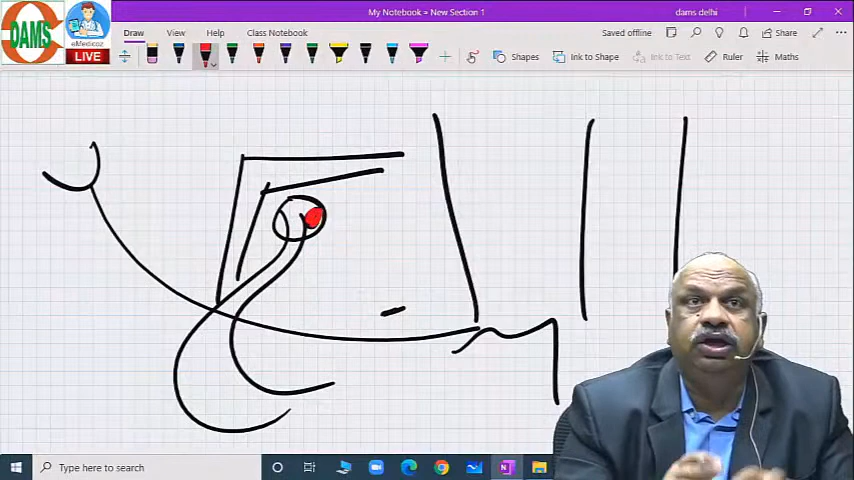 My Notebook » New Section 1
dams delhi
DAMS
eMedicoz
LIVE
Draw
View
Help
Class Notebook
Saved offline
Share
Shapes
Ink to Shape
Ink to Text
Ruler
Maths
Type here to search